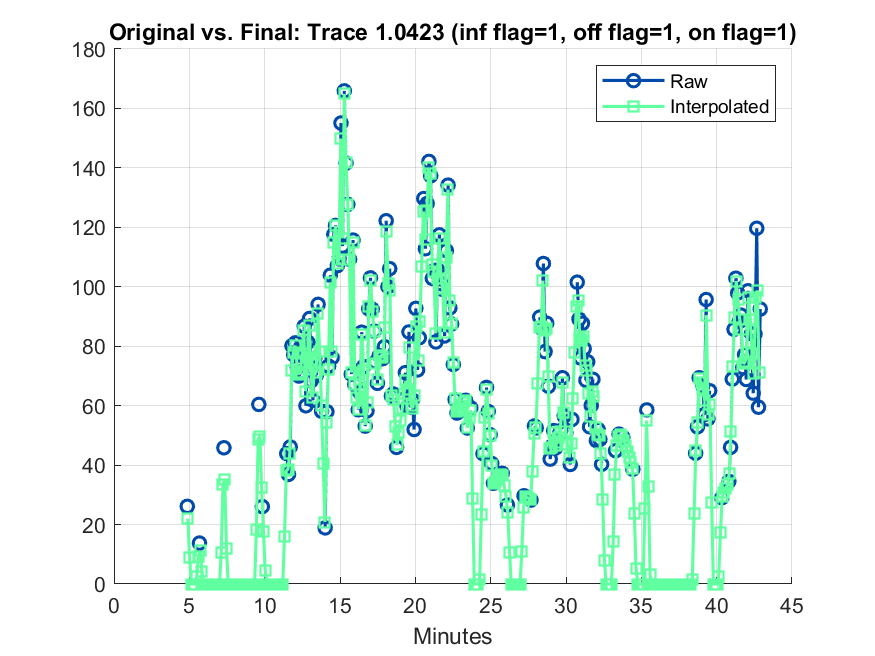 Original vs. Final: Trace 1.0423 (inf flag=1, off flag=1, on flag=1)
180
160
140
120
100
80
60
40
20
0
Raw
Interpolated
0 5 10 15 20 25 30 35 40 45
Minutes